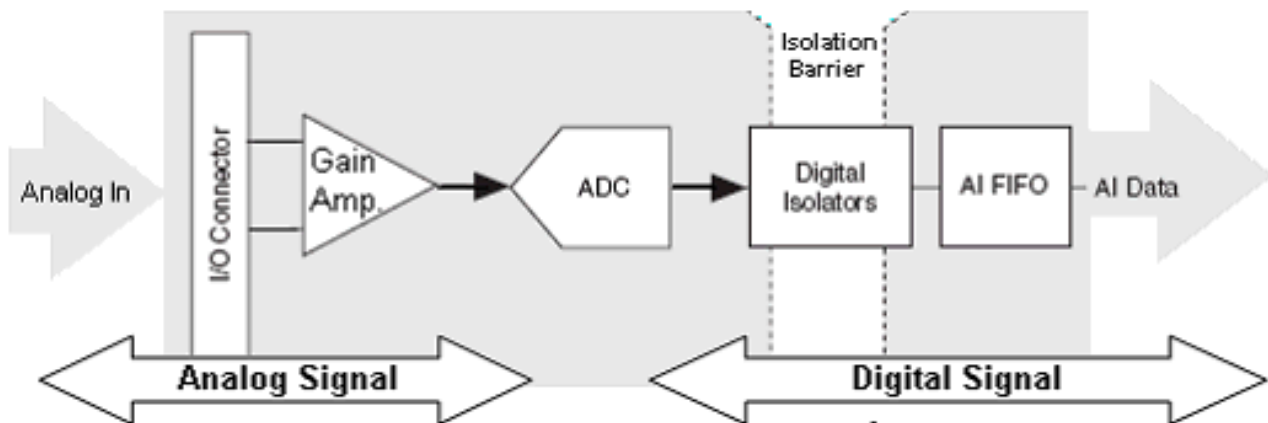 Isolation
Barrier
Analog In
I/O Connector
Gain
Amp.
ADC
Digital
Isolators
AI FIFO
AI Data
Analog Signal
Digital Signal